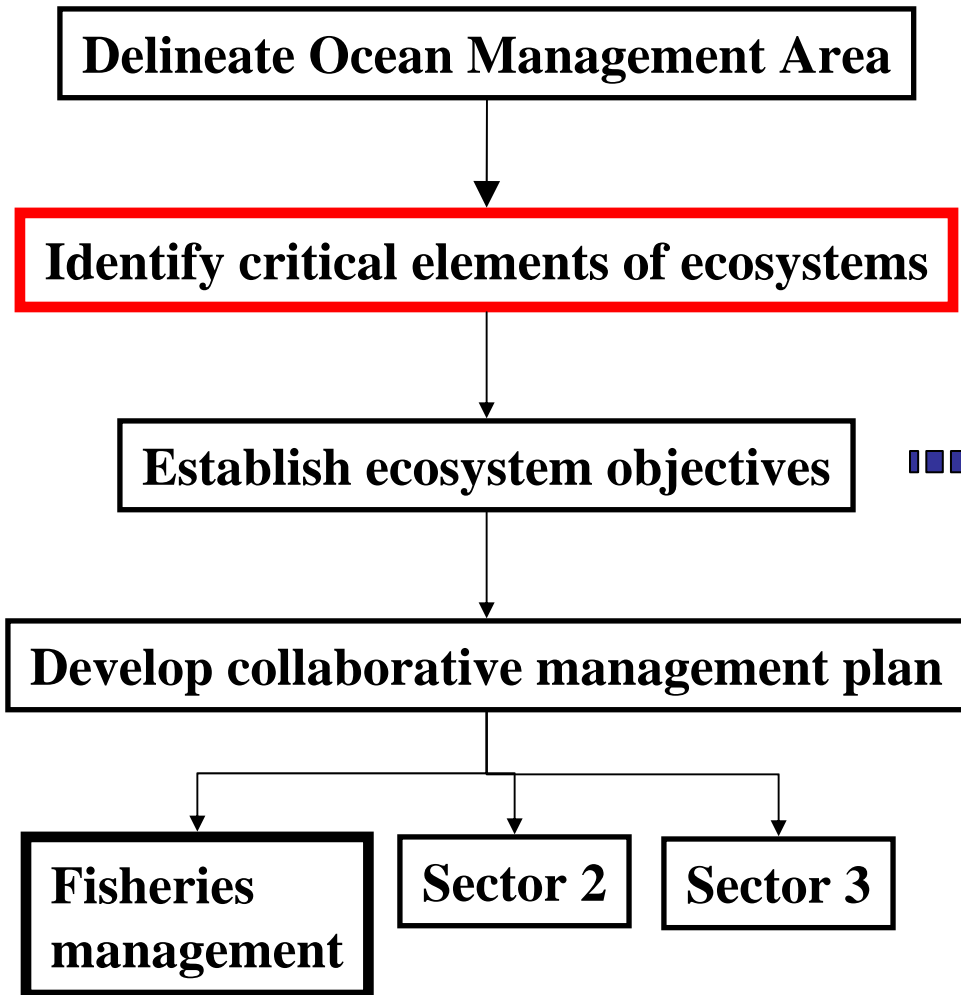 Delineate Ocean Management Area
Identify critical elements of ecosystems
Establish ecosystem objectives
Develop collaborative management plan
Fisheries
management
Sector 2
Sector 3